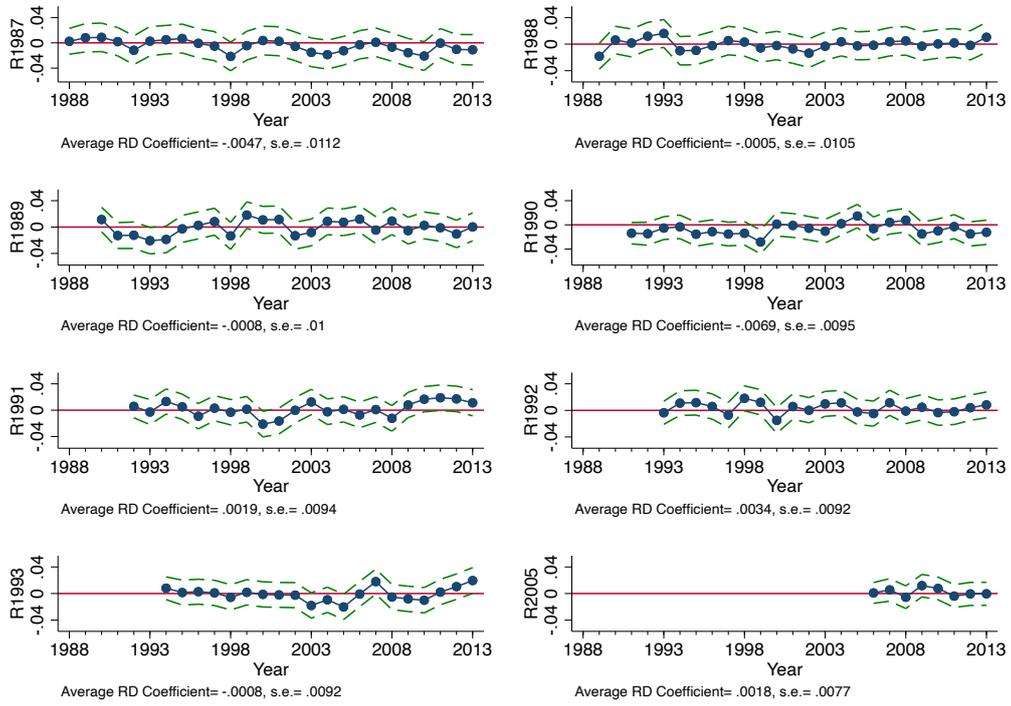 R1987
-.04 0 .04
1988 1993 1998 2003 2008 2013
Year
Average RD Coefficient= -.0047, s.e.= .0112
R1988
-.04 0 .04
1988 1993 1998 2003 2008 2013
Year
Average RD Coefficient= -.0005, s.e.= .0105
R1989
-.04 0 .04
1988 1993 1998 2003 2008 2013
Year
Average RD Coefficient= -.0008, s.e.= .01
R1990
-.04 0 .04
1988 1993 1998 2003 2008 2013
Year
Average RD Coefficient= -.0069, s.e.= .0095
R1991
-.04 0 .04
1988 1993 1998 2003 2008 2013
Year
Average RD Coefficient= .0019, s.e.= .0094
R1992
-.04 0 .04
1988 1993 1998 2003 2008 2013
Year
Average RD Coefficient= .0034, s.e.= .0092
R1993
-.04 0 .04
1988 1993 1998 2003 2008 2013
Year
Average RD Coefficient= -.0008, s.e.= .0092
R2005
-.04 0 .04
1988 1993 1998 2003 2008 2013
Year
Average RD Coefficient= .0018, s.e.= .0077